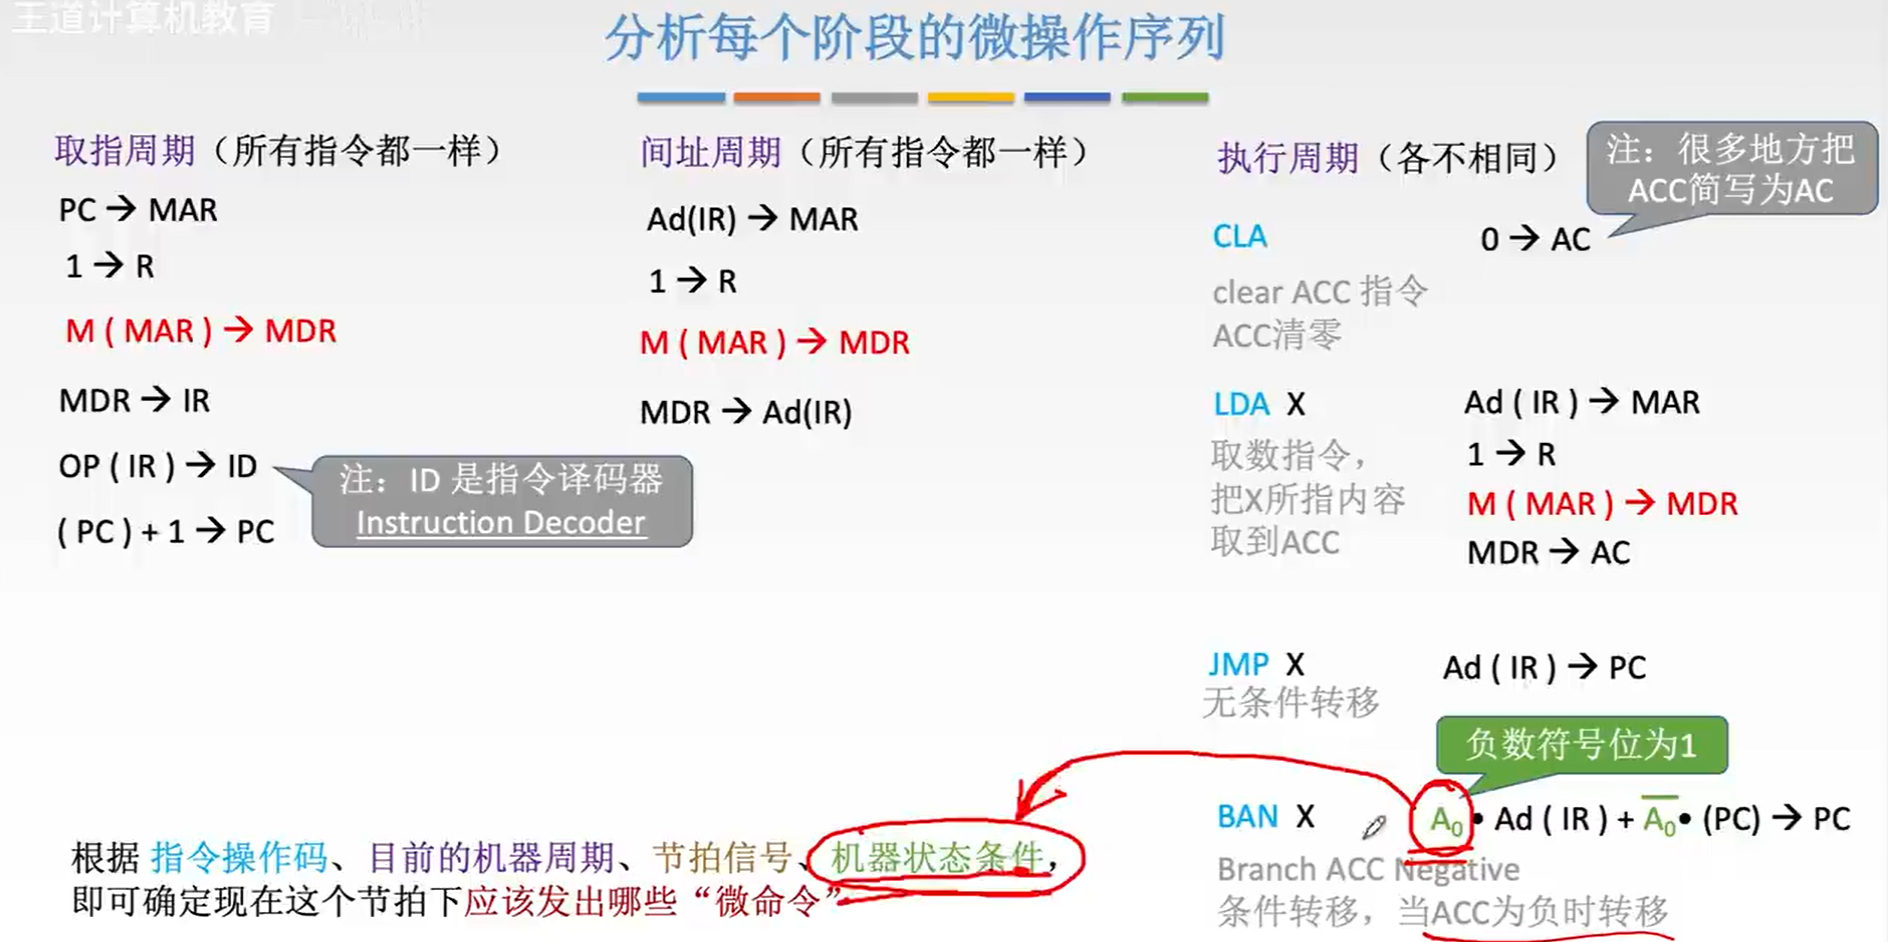 王道计算机教育
分析每个阶段的微操作序列
取指周期（所有指令都一样）
PC → MAR
1 → R
M ( MAR ) → MDR
MDR → IR
OP ( IR ) → ID
( PC ) + 1 → PC
注：ID 是指令译码器
Instruction Decoder
间址周期（所有指令都一样）
Ad(IR) → MAR
1 → R
M ( MAR ) → MDR
MDR → Ad(IR)
执行周期（各不相同）
注：很多地方把
ACC简写为AC
CLA 0 → AC
clear ACC 指令
ACC清零
LDA X Ad ( IR ) → MAR
取数指令， 1 → R
把X所指内容 M ( MAR ) → MDR
取到ACC MDR → AC
JMP X Ad ( IR ) → PC
无条件转移
负数符号位为1
BAN X A₀• Ad ( IR ) + A̅₀• (PC) → PC
Branch ACC Negative
条件转移，当ACC为负时转移
根据 指令操作码、目前的机器周期、节拍信号、机器状态条件，
即可确定现在这个节拍下应该发出哪些“微命令”